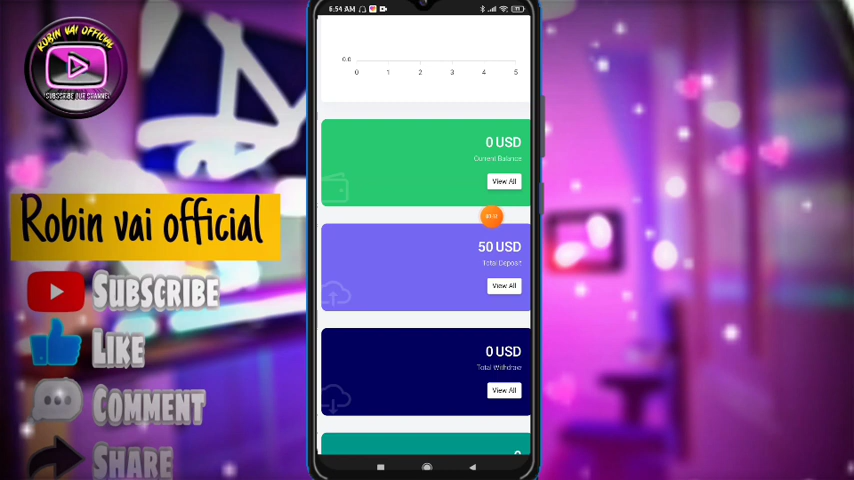 ROBIN VAI OFFICIAL
SUBSCRIBE OUR CHANNEL
Robin vai official
SUBSCRIBE
LIKE
COMMENT
SHARE
6:54 AM
0.0
0 1 2 3 4 5
0 USD
Current Balance
View All
50 USD
Total Deposit
View All
0 USD
Total Withdraw
View All